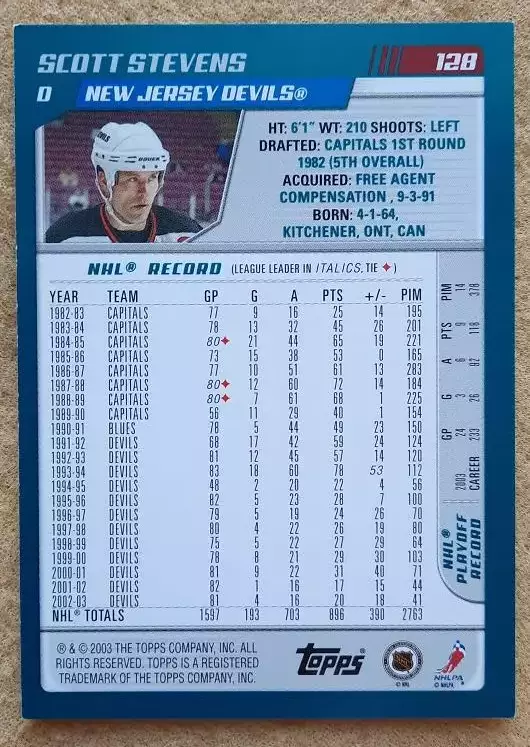 SCOTT STEVENS 128
D NEW JERSEY DEVILS®
HT: 6'1" WT: 210 SHOOTS: LEFT
DRAFTED: CAPITALS 1ST ROUND
1982 (5TH OVERALL)
ACQUIRED: FREE AGENT
COMPENSATION , 9-3-91
BORN: 4-1-64,
KITCHENER, ONT, CAN
BAUER
NHL® RECORD (LEAGUE LEADER IN ITALICS, TIE ✦)
YEAR TEAM GP G A PTS +/- PIM
1982-83 CAPITALS 77 9 16 25 14 195
1983-84 CAPITALS 78 13 32 45 26 201
1984-85 CAPITALS 80✦ 21 44 65 19 221
1985-86 CAPITALS 73 15 38 53 0 165
1986-87 CAPITALS 77 10 51 61 13 283
1987-88 CAPITALS 80✦ 12 60 72 14 184
1988-89 CAPITALS 80✦ 7 61 68 1 225
1989-90 CAPITALS 56 11 29 40 1 154
1990-91 BLUES 78 5 44 49 23 150
1991-92 DEVILS 68 17 42 59 24 124
1992-93 DEVILS 81 12 45 57 14 120
1993-94 DEVILS 83 18 60 78 53 112
1994-95 DEVILS 48 2 20 22 4 56
1995-96 DEVILS 82 5 23 28 7 100
1996-97 DEVILS 79 5 19 24 26 70
1997-98 DEVILS 80 4 22 26 19 80
1998-99 DEVILS 75 5 22 27 29 64
1999-00 DEVILS 78 8 21 29 30 103
2000-01 DEVILS 81 9 22 31 40 71
2001-02 DEVILS 82 1 16 17 15 44
2002-03 DEVILS 81 4 16 20 18 41
NHL TOTALS 1597 193 703 896 390 2763
NHL® PLAYOFF RECORD
GP G A PTS PIM
2003 24 3 6 9 14
CAREER 233 26 92 118 378
® & © 2003 THE TOPPS COMPANY, INC. ALL
RIGHTS RESERVED. TOPPS IS A REGISTERED
TRADEMARK OF THE TOPPS COMPANY, INC.
Topps®
© NHL
NHLPA
© NHLPA